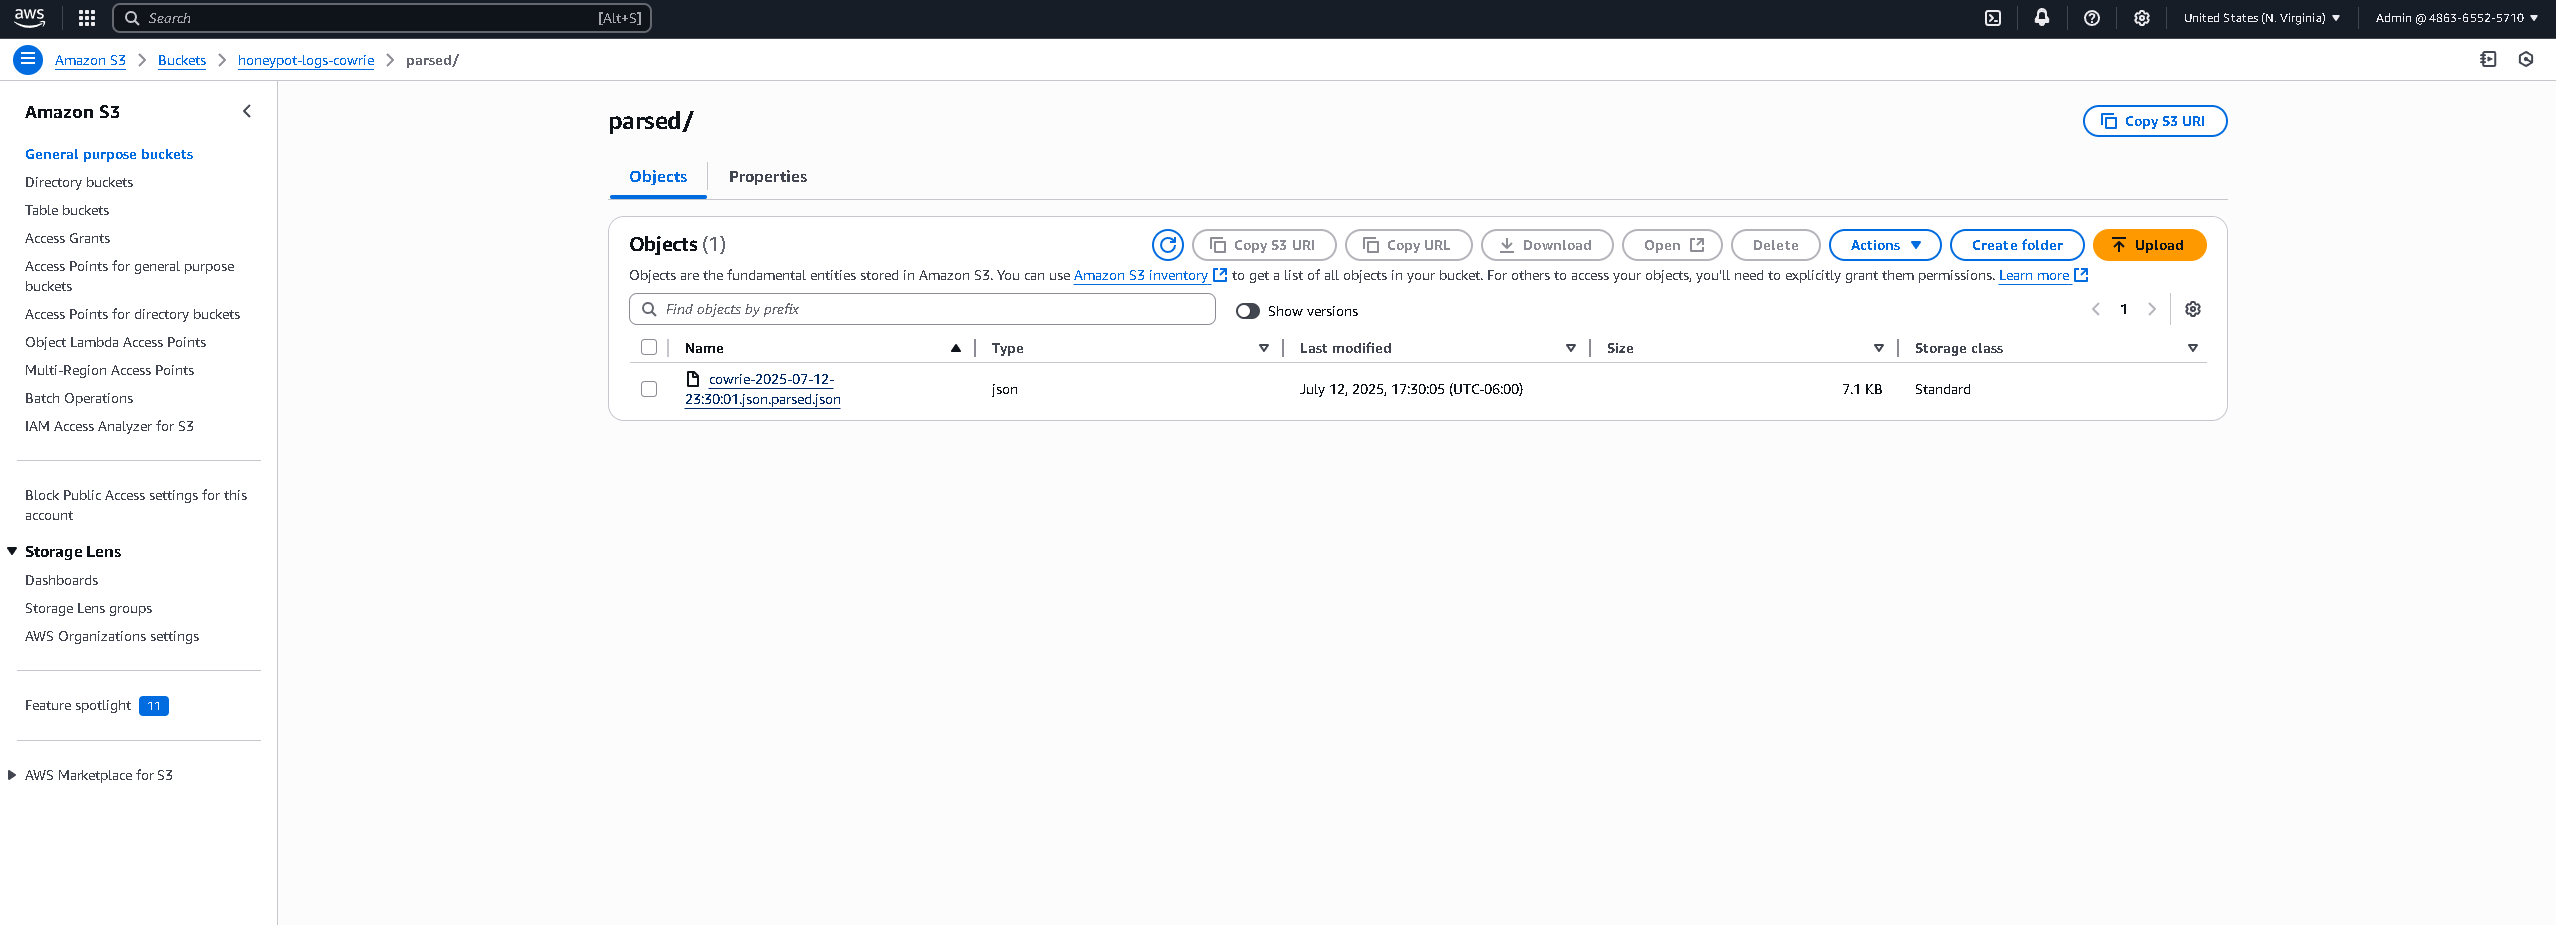 aws
Search [Alt+S]
United States (N. Virginia)
Admin @ 4863-6552-5710
Amazon S3 Buckets honeypot-logs-cowrie parsed/
Amazon S3
General purpose buckets
Directory buckets
Table buckets
Access Grants
Access Points for general purpose
buckets
Access Points for directory buckets
Object Lambda Access Points
Multi-Region Access Points
Batch Operations
IAM Access Analyzer for S3
Block Public Access settings for this
account
Storage Lens
Dashboards
Storage Lens groups
AWS Organizations settings
Feature spotlight 11
AWS Marketplace for S3
parsed/
Copy S3 URI
Objects Properties
Objects (1)
Copy S3 URI Copy URL Download Open Delete Actions Create folder Upload
Objects are the fundamental entities stored in Amazon S3. You can use Amazon S3 inventory to get a list of all objects in your bucket. For others to access your objects, you'll need to explicitly grant them permissions. Learn more
Find objects by prefix
Show versions
1
Name Type Last modified Size Storage class
cowrie-2025-07-12-
23:30:01.json.parsed.json
json July 12, 2025, 17:30:05 (UTC-06:00) 7.1 KB Standard